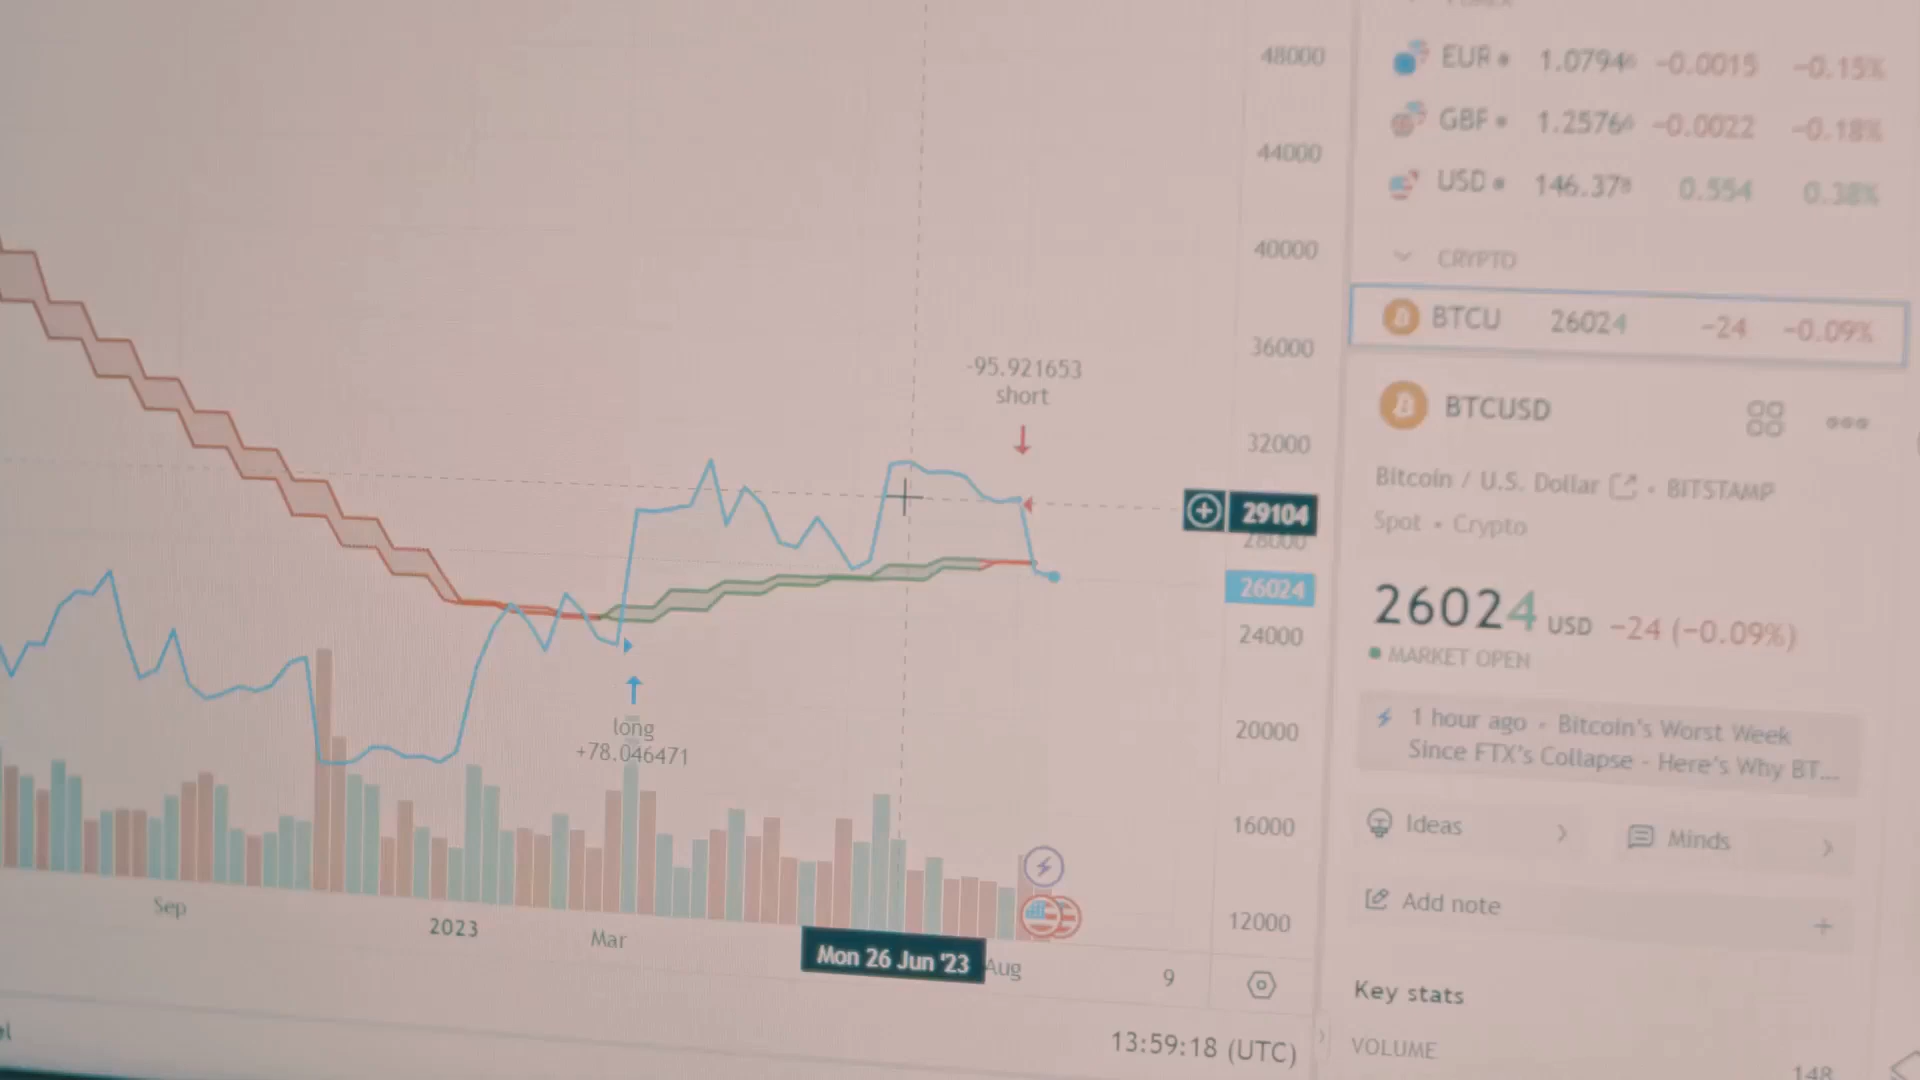 48000
44000
40000
36000
32000
29104
28000
26024
24000
20000
16000
12000
-95.921653
short
long
+78.046471
Sep
2023
Mar
Mon 26 Jun '23
Aug
9
13:59:18 (UTC)
EUR 1.0794 -0.0015 -0.15%
GBP 1.2576 -0.0022 -0.18%
USD 146.378 0.554 0.38%
CRYPTO
BTCU 26024 -24 -0.09%
BTCUSD
Bitcoin / U.S. Dollar • BITSTAMP
Spot • Crypto
26024 USD -24 (-0.09%)
MARKET OPEN
1 hour ago • Bitcoin's Worst Week
Since FTX's Collapse - Here's Why BT...
Ideas
Minds
Add note
Key stats
VOLUME
148